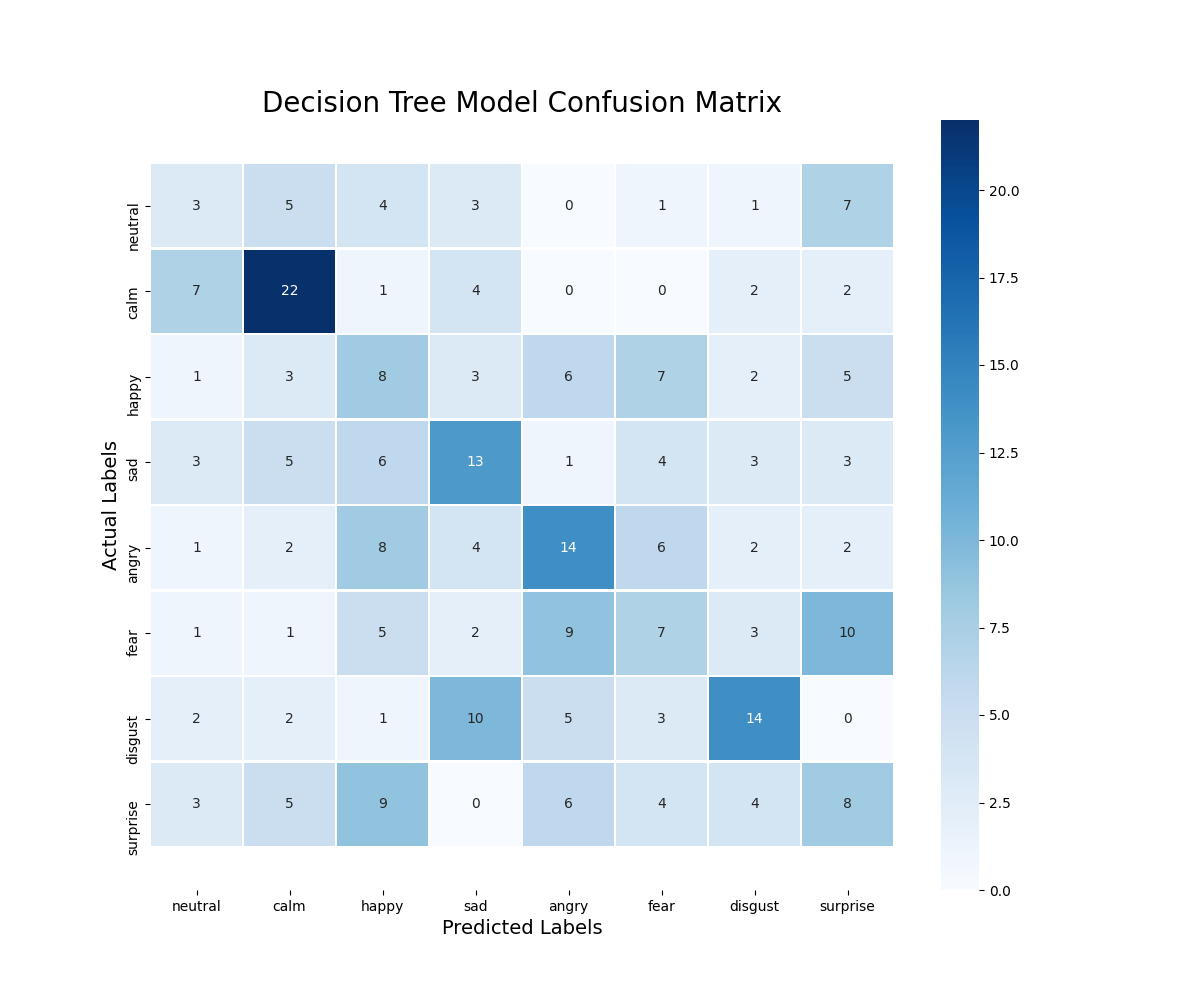 Decision Tree Model Confusion Matrix
neutral 3 5 4 3 0 1 1 7
calm 7 22 1 4 0 0 2 2
happy 1 3 8 3 6 7 2 5
sad 3 5 6 13 1 4 3 3
angry 1 2 8 4 14 6 2 2
fear 1 1 5 2 9 7 3 10
disgust 2 2 1 10 5 3 14 0
surprise 3 5 9 0 6 4 4 8
Actual Labels
neutral calm happy sad angry fear disgust surprise
Predicted Labels
20.0
17.5
15.0
12.5
10.0
7.5
5.0
2.5
0.0